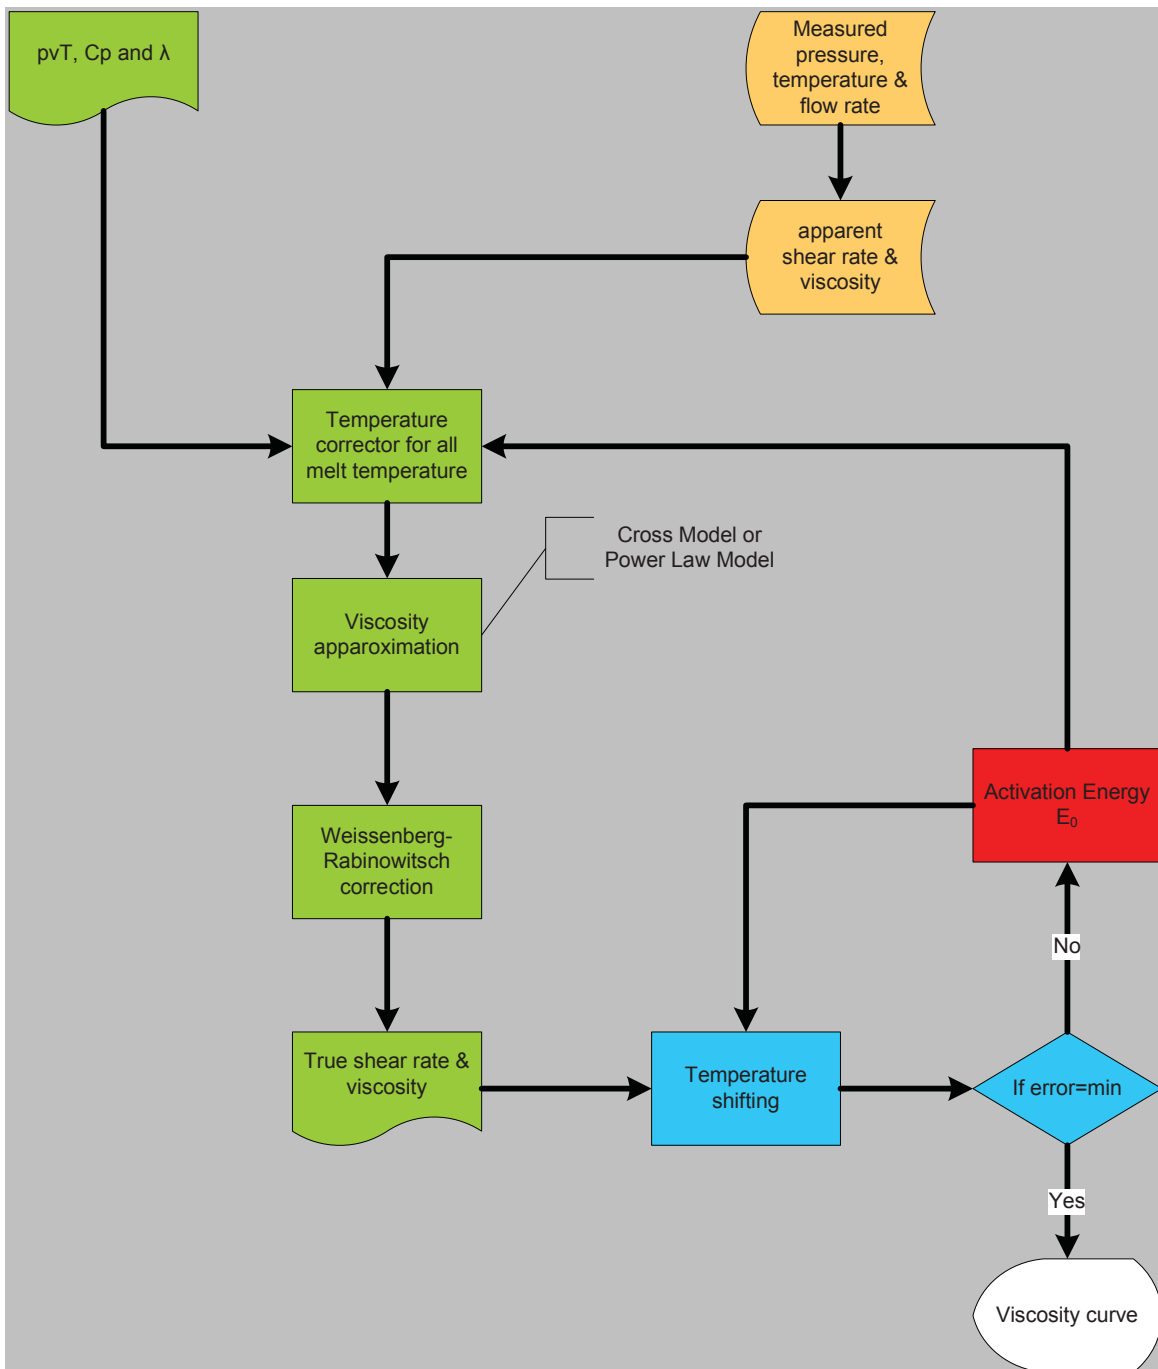 pvT, Cp and λ
Measured
pressure,
temperature &
flow rate
apparent
shear rate &
viscosity
Temperature
corrector for all
melt temperature
Cross Model or
Power Law Model
Viscosity
apparoximation
Weissenberg-
Rabinowitsch
correction
Activation Energy
E₀
No
True shear rate &
viscosity
Temperature
shifting
If error=min
Yes
Viscosity curve